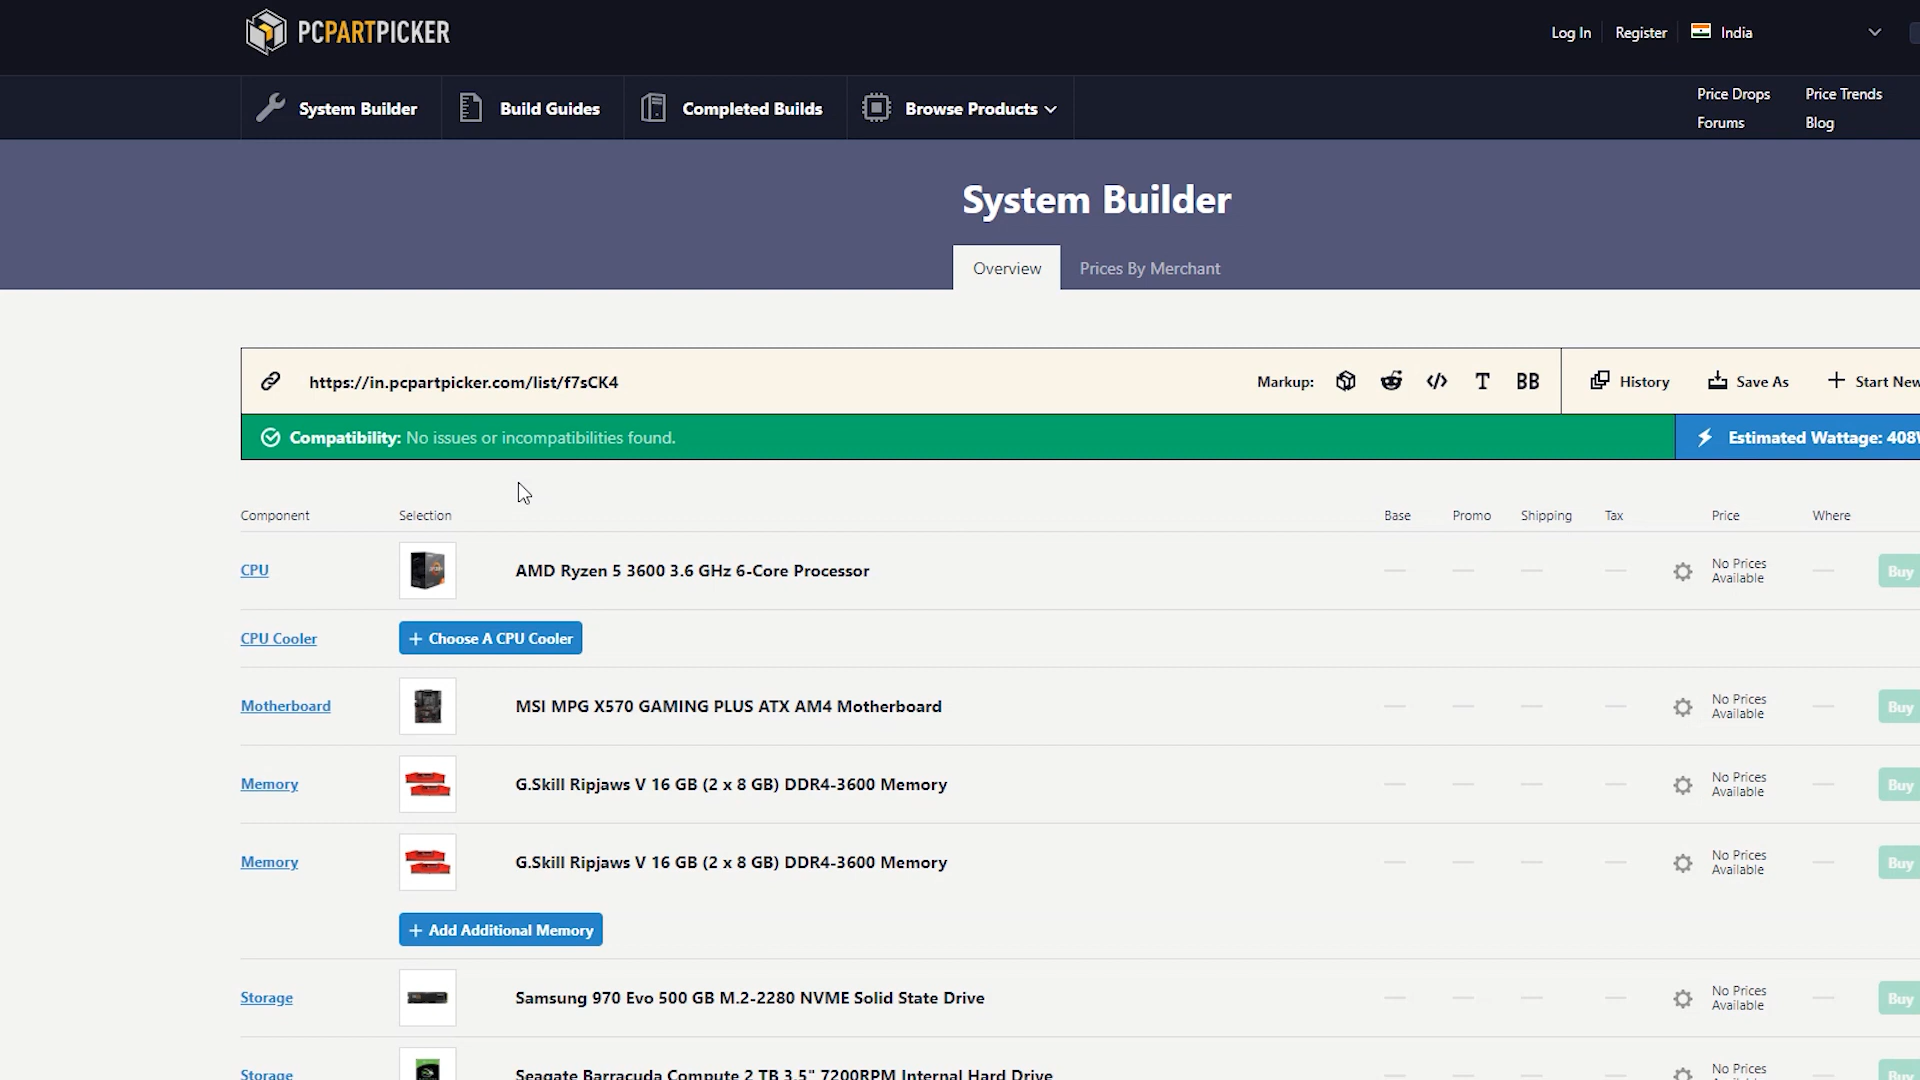 PCPARTPICKER
Log In
Register
India
System Builder
Build Guides
Completed Builds
Browse Products
Price Drops
Price Trends
Forums
Blog
System Builder
Overview
Prices By Merchant
https://in.pcpartpicker.com/list/f7sCK4
Markup:
T
BB
History
Save As
Start New
Compatibility: No issues or incompatibilities found.
Estimated Wattage: 408W
Component
Selection
Base
Promo
Shipping
Tax
Price
Where
CPU
AMD Ryzen 5 3600 3.6 GHz 6-Core Processor
No Prices
Available
Buy
CPU Cooler
+ Choose A CPU Cooler
Motherboard
MSI MPG X570 GAMING PLUS ATX AM4 Motherboard
No Prices
Available
Buy
Memory
G.Skill Ripjaws V 16 GB (2 x 8 GB) DDR4-3600 Memory
No Prices
Available
Buy
Memory
G.Skill Ripjaws V 16 GB (2 x 8 GB) DDR4-3600 Memory
No Prices
Available
Buy
+ Add Additional Memory
Storage
Samsung 970 Evo 500 GB M.2-2280 NVME Solid State Drive
No Prices
Available
Buy
Storage
Seagate Barracuda Compute 2 TB 3.5" 7200RPM Internal Hard Drive
No Prices
Available
Buy